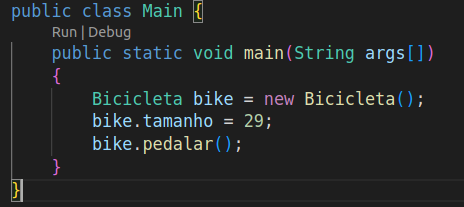 public class Main {
Run | Debug
public static void main(String args[])
{
Bicicleta bike = new Bicicleta();
bike.tamanho = 29;
bike.pedalar();
}
}